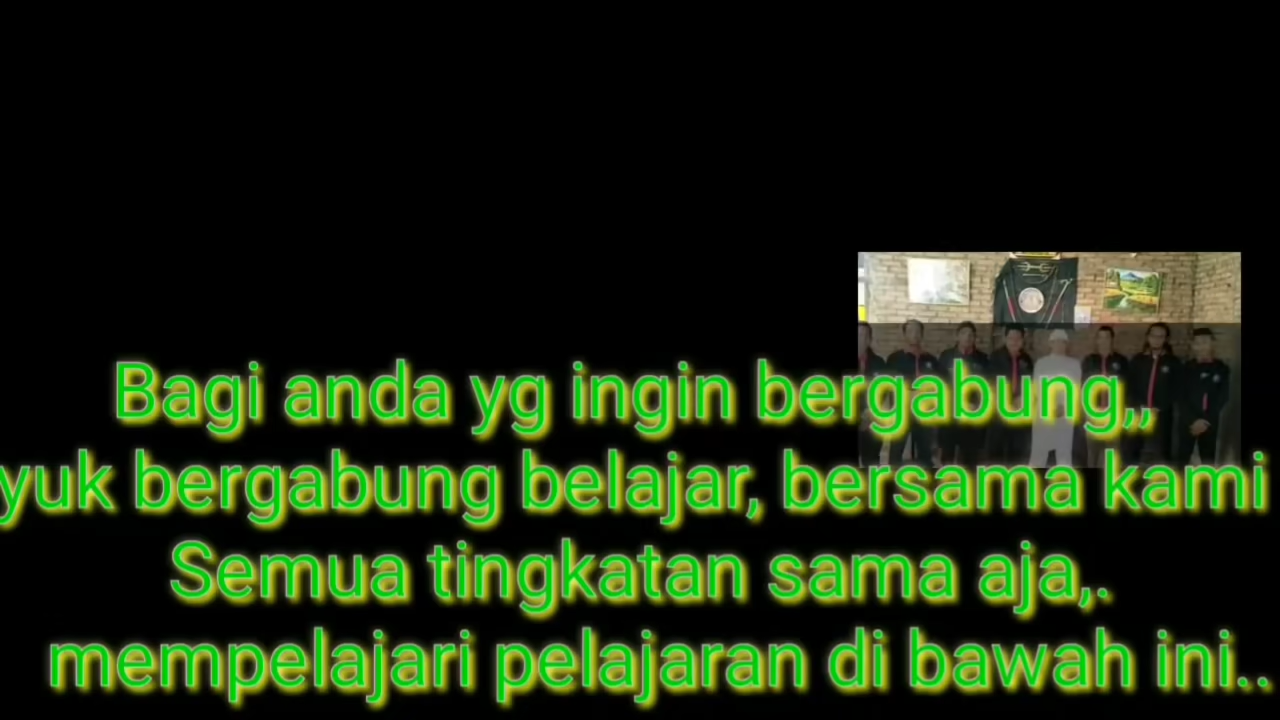 Bagi anda yg ingin bergabung,,
yuk bergabung belajar, bersama kami
Semua tingkatan sama aja,.
mempelajari pelajaran di bawah ini..